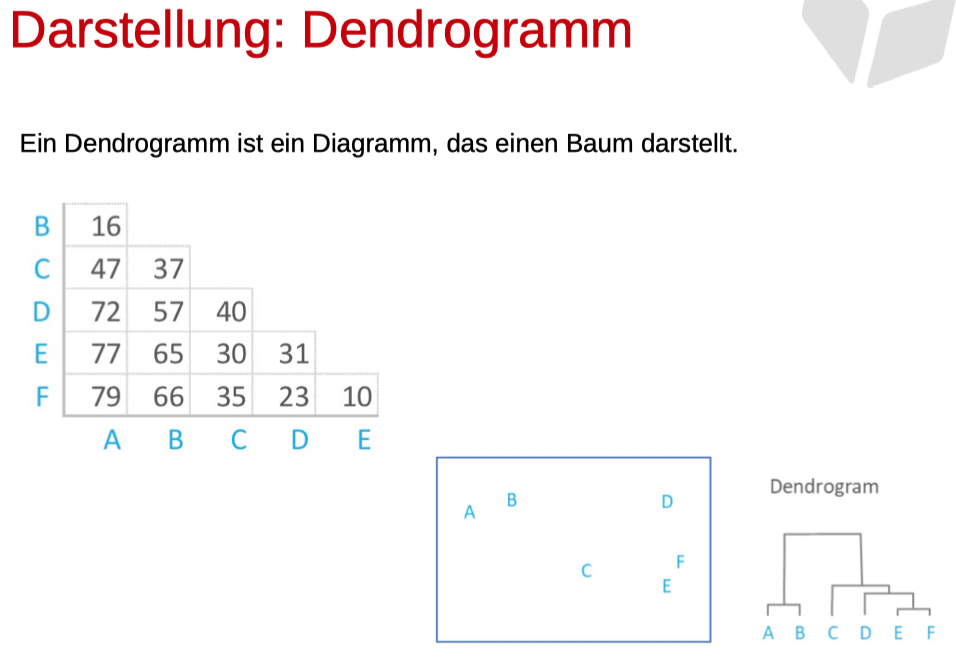 Darstellung: Dendrogramm
Ein Dendrogramm ist ein Diagramm, das einen Baum darstellt.
B 16
C 47 37
D 72 57 40
E 77 65 30 31
F 79 66 35 23 10
A B C D E
A B D
C F
E
Dendrogram
A B C D E F